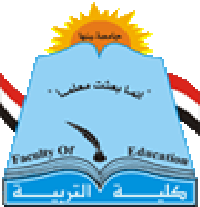 جامعة بنها
" إنما بعثت معلما "
Faculty Of Education
كلية التربية